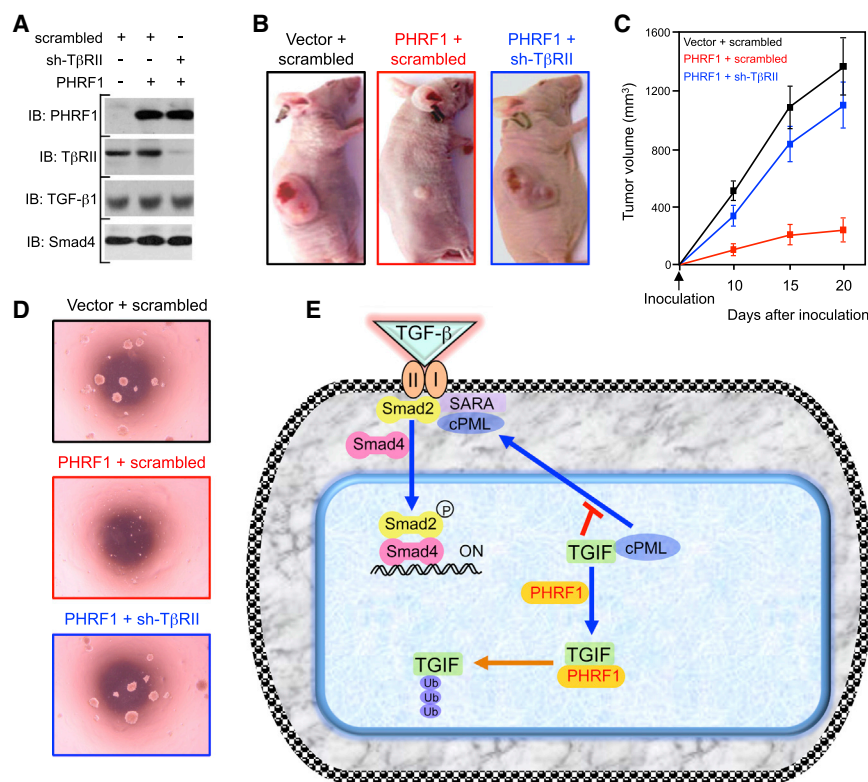 A
scrambled + + -
sh-TβRII - - +
PHRF1 - + +
IB: PHRF1
IB: TβRII
IB: TGF-β1
IB: Smad4
B
Vector +
scrambled
PHRF1 +
scrambled
PHRF1 +
sh-TβRII
C
Vector + scrambled
PHRF1 + scrambled
PHRF1 + sh-TβRII
Tumor volume (mm³)
1600
1200
800
400
0
10 15 20
Inoculation
Days after inoculation
D
Vector + scrambled
PHRF1 + scrambled
PHRF1 + sh-TβRII
E
TGF-β
II I
Smad2
SARA
cPML
Smad4
Smad2
P
Smad4
ON
TGIF
cPML
PHRF1
TGIF
PHRF1
TGIF
Ub
Ub
Ub